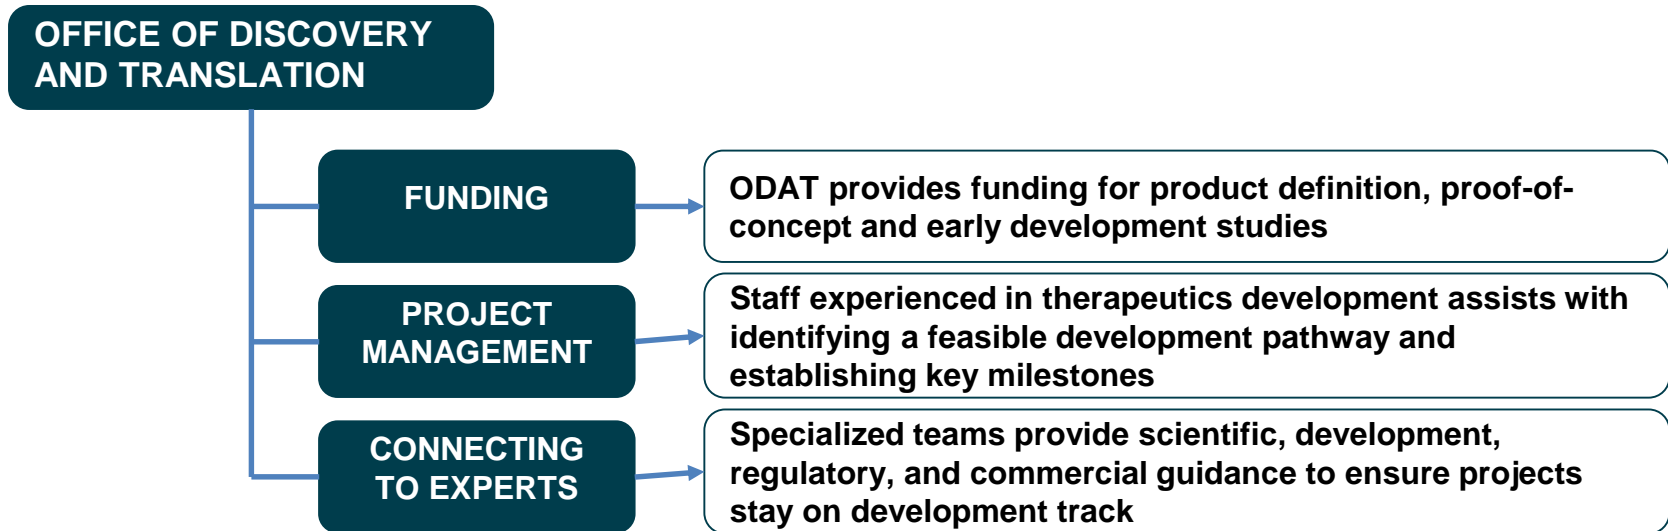 OFFICE OF DISCOVERY
AND TRANSLATION
FUNDING
ODAT provides funding for product definition, proof-of-
concept and early development studies
PROJECT
MANAGEMENT
Staff experienced in therapeutics development assists with
identifying a feasible development pathway and
establishing key milestones
CONNECTING
TO EXPERTS
Specialized teams provide scientific, development,
regulatory, and commercial guidance to ensure projects
stay on development track